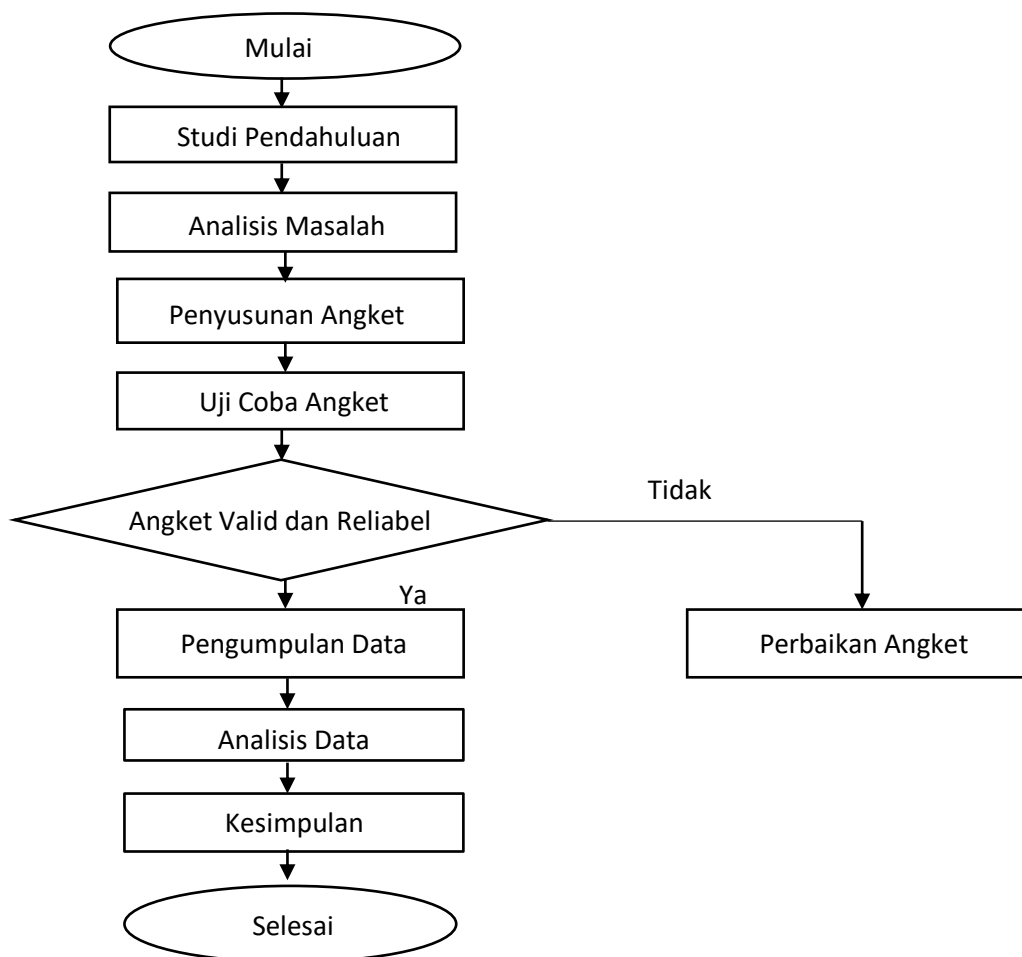 Mulai
Studi Pendahuluan
Analisis Masalah
Penyusunan Angket
Uji Coba Angket
Tidak
Angket Valid dan Reliabel
Ya
Pengumpulan Data
Perbaikan Angket
Analisis Data
Kesimpulan
Selesai